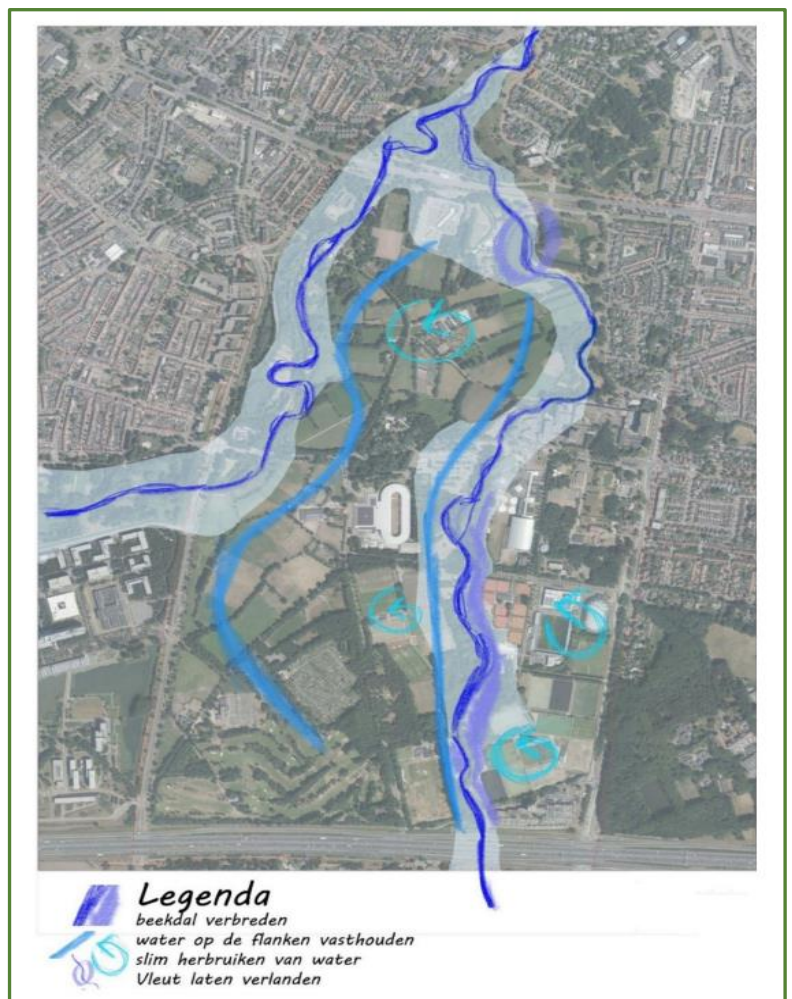 Legenda
beekdal verbreden
water op de flanken vasthouden
slim herbruiken van water
Vleut laten verlanden